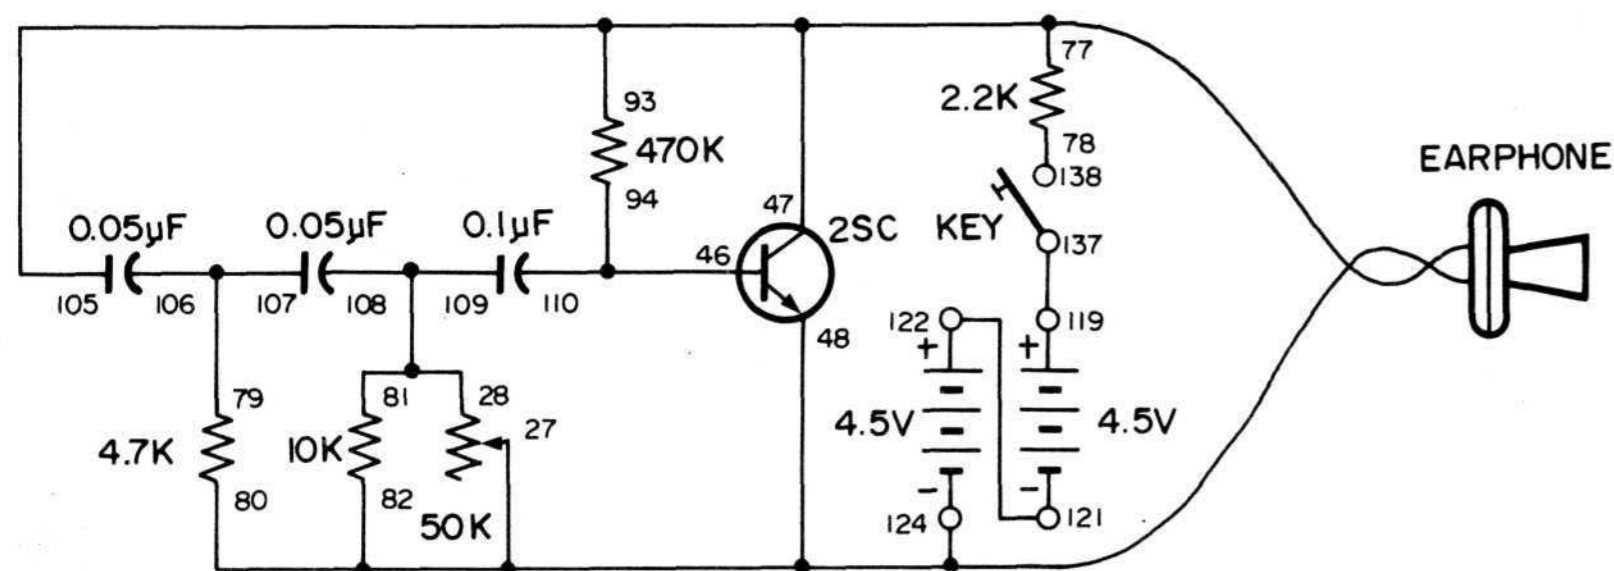 77
93
2.2K
470K
78
EARPHONE
138
94
0.05µF
0.05µF
0.1µF
47
2SC
KEY
46
137
105
106
107
108
109
110
48
122
119
+
+
79
81
28
27
4.7K
10K
4.5V
4.5V
80
82
50K
-
-
124
121